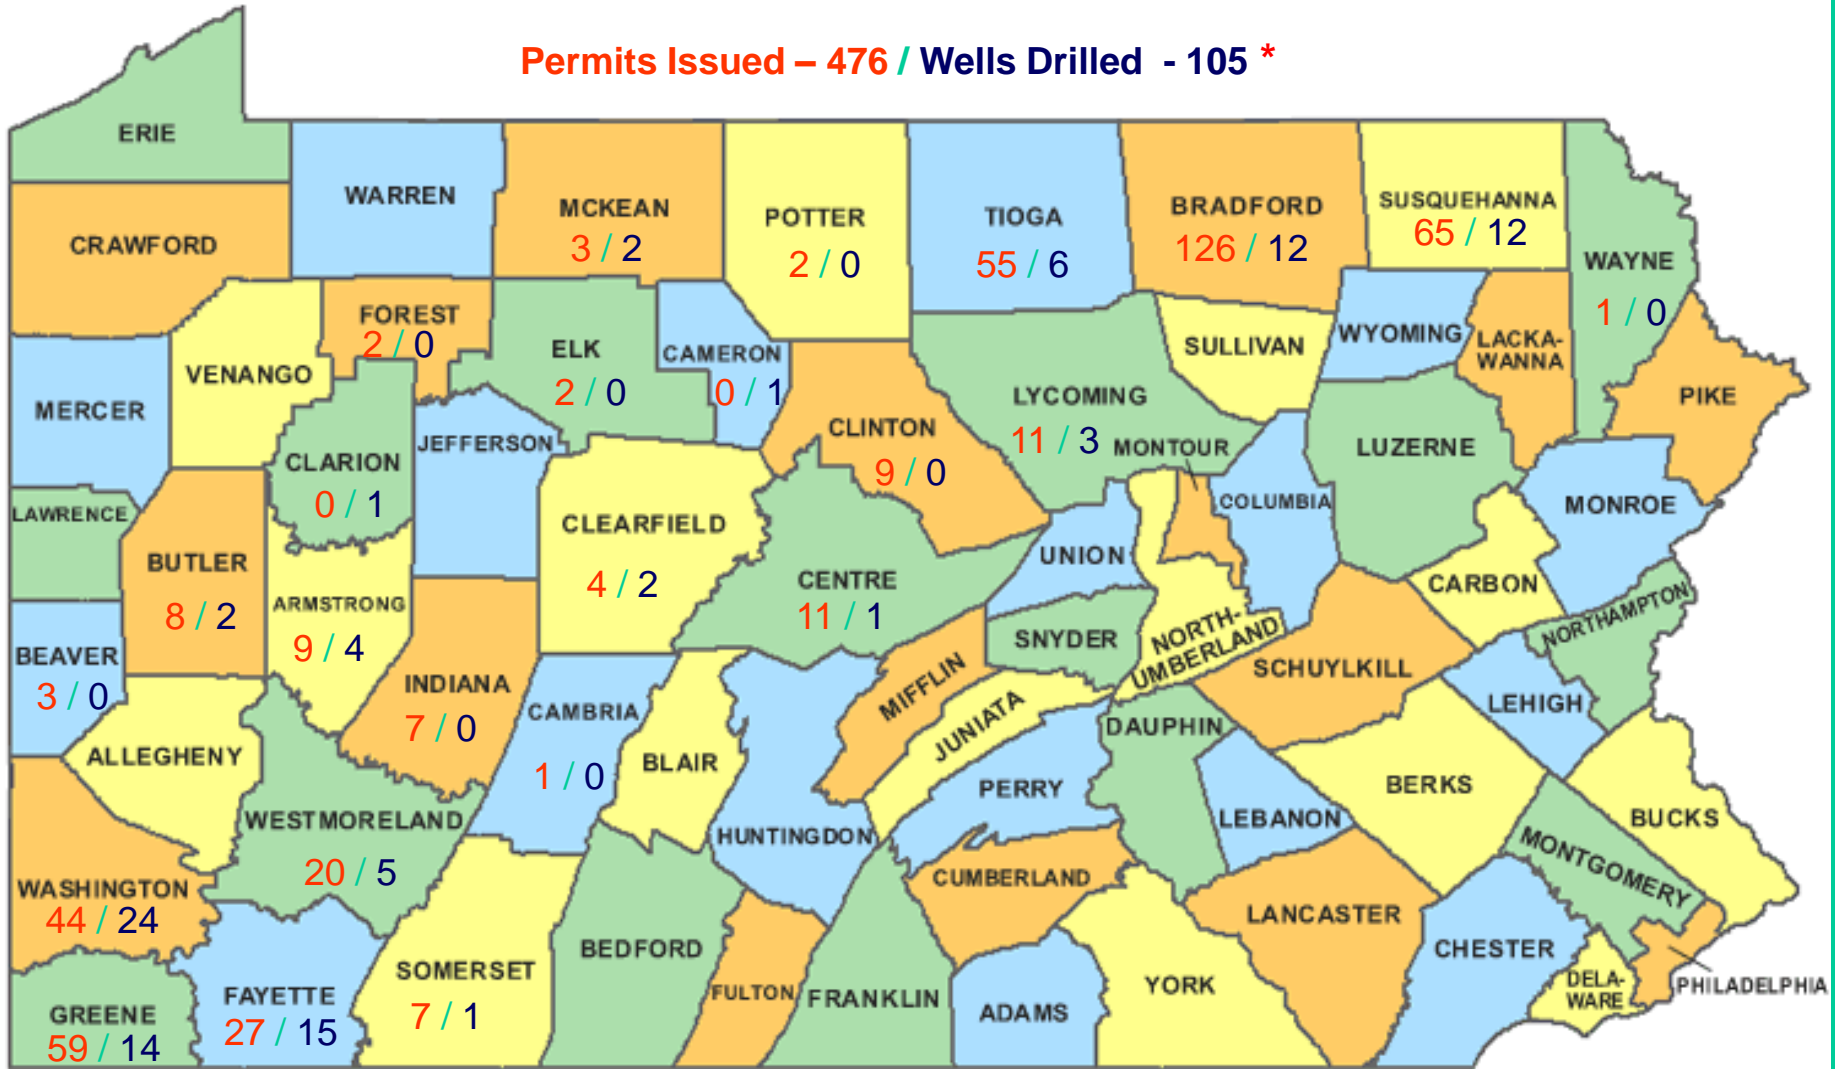 Permits Issued – 476 / Wells Drilled - 105 *
ERIE
WARREN
MCKEAN
3 / 2
POTTER
2 / 0
TIOGA
55 / 6
BRADFORD
126 / 12
SUSQUEHANNA
65 / 12
WAYNE
1 / 0
CRAWFORD
FOREST
2 / 0
VENANGO
ELK
2 / 0
CAMERON
0 / 1
SULLIVAN
WYOMING
LACKA-
WANNA
PIKE
MERCER
CLARION
0 / 1
JEFFERSON
CLINTON
9 / 0
LYCOMING
11 / 3
MONTOUR
COLUMBIA
LUZERNE
MONROE
LAWRENCE
BUTLER
8 / 2
ARMSTRONG
9 / 4
CLEARFIELD
4 / 2
CENTRE
11 / 1
UNION
SNYDER
NORTH-
UMBERLAND
CARBON
NORTHAMPTON
BEAVER
3 / 0
INDIANA
7 / 0
CAMBRIA
1 / 0
BLAIR
MIFFLIN
JUNIATA
SCHUYLKILL
LEHIGH
ALLEGHENY
WESTMORELAND
20 / 5
HUNTINGDON
PERRY
DAUPHIN
LEBANON
BERKS
BUCKS
MONTGOMERY
WASHINGTON
44 / 24
CUMBERLAND
LANCASTER
CHESTER
GREENE
59 / 14
FAYETTE
27 / 15
SOMERSET
7 / 1
BEDFORD
FULTON
FRANKLIN
ADAMS
YORK
DELA-
WARE
PHILADELPHIA